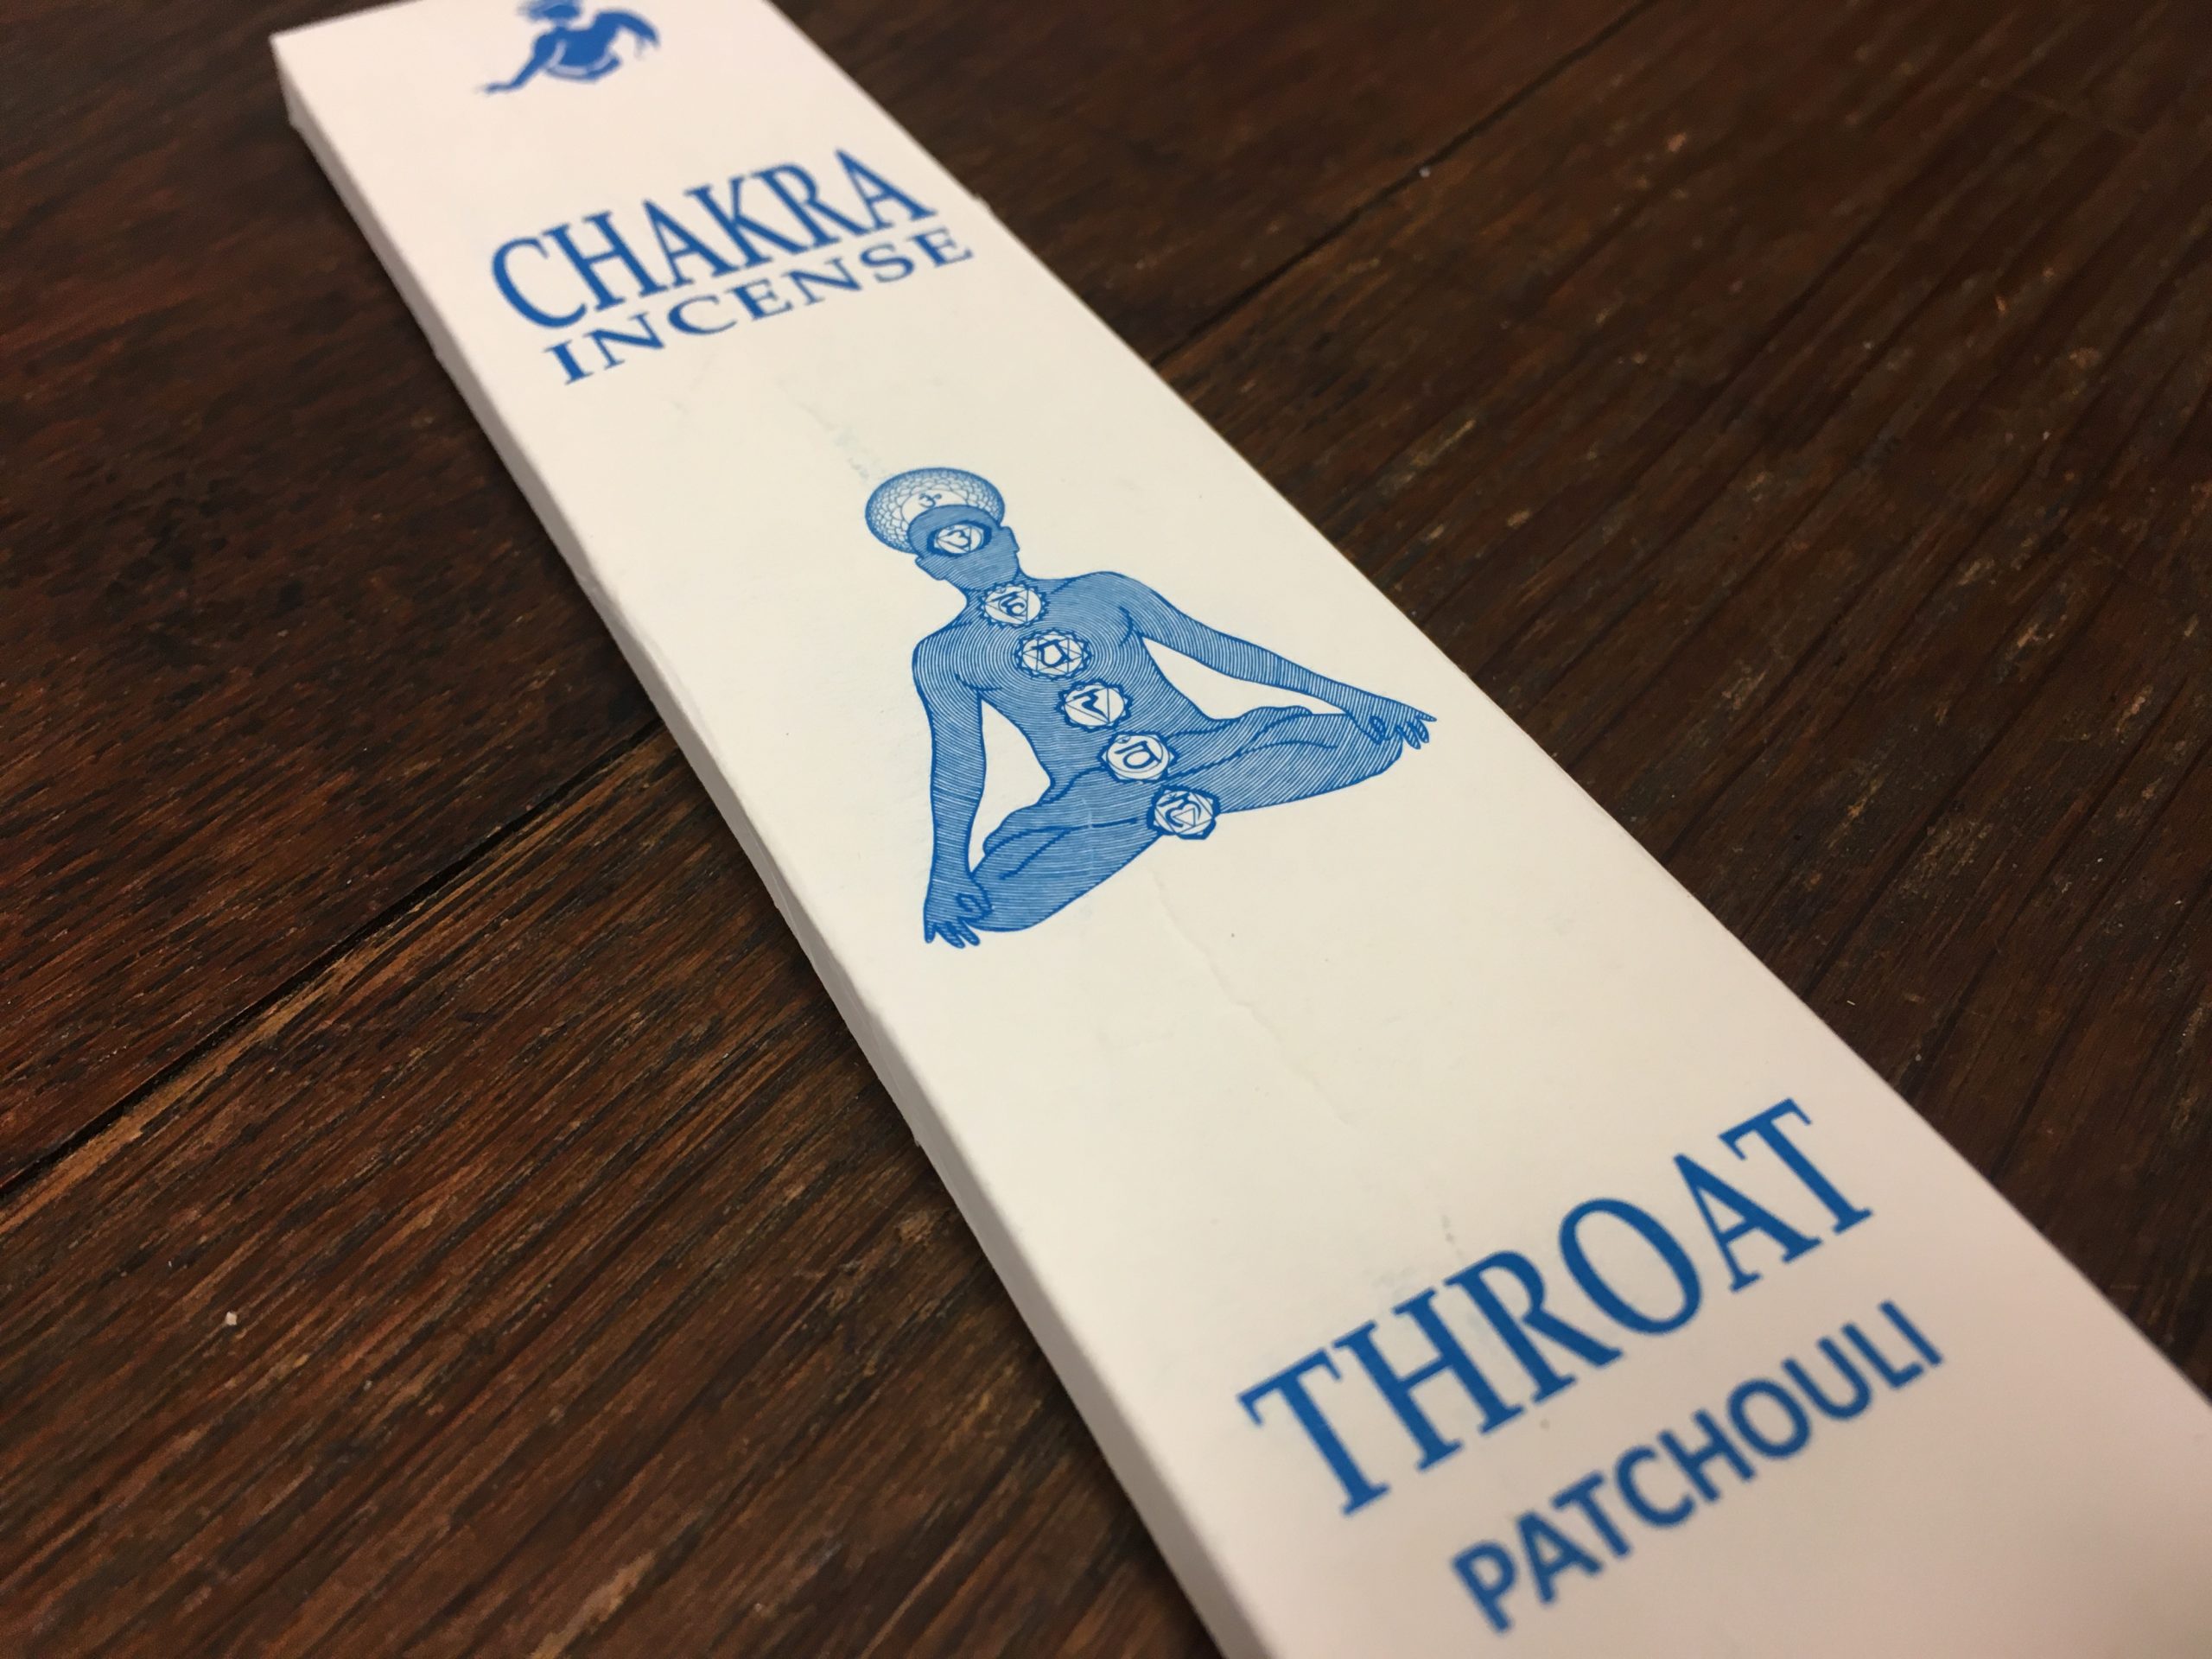 CHAKRA
INCENSE
ॐ
ॐ
हं
यं
रं
वं
लं
THROAT
PATCHOULI